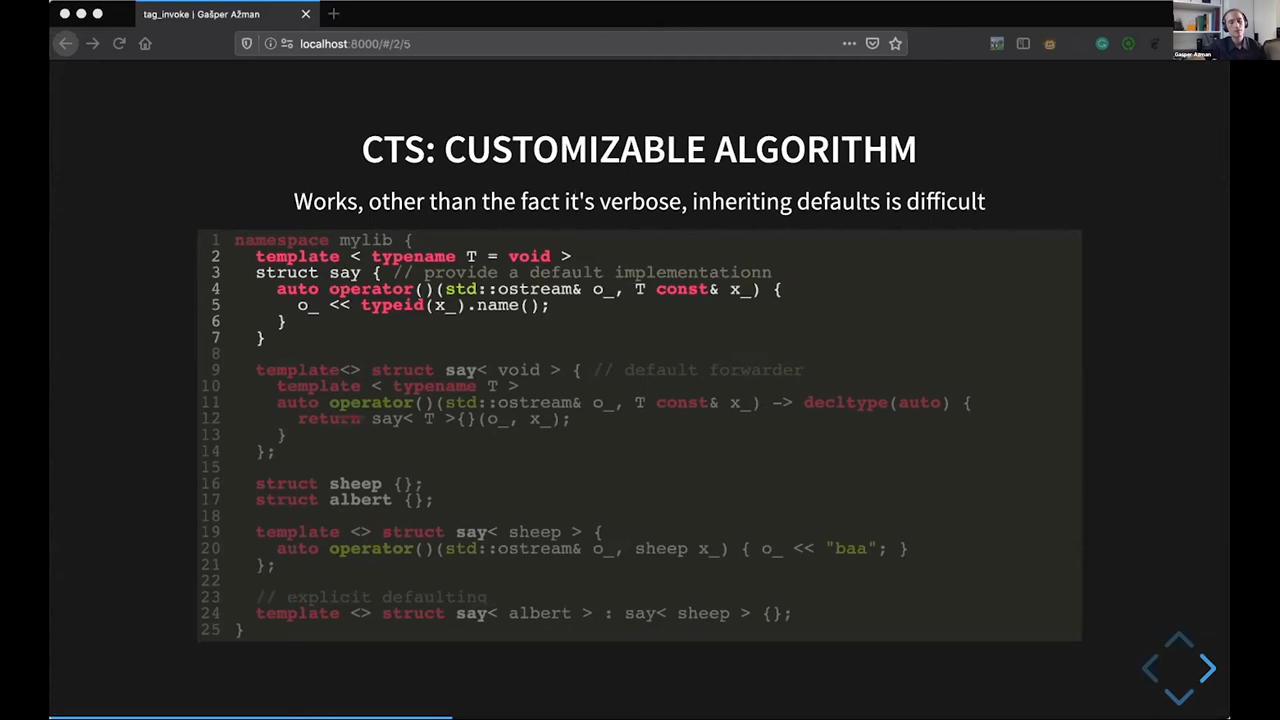 tag_invoke | Gašper Ažman
localhost:8000/#/2/5
Gašper Ažman
CTS: CUSTOMIZABLE ALGORITHM
Works, other than the fact it's verbose, inheriting defaults is difficult
1 namespace mylib {
2   template < typename T = void >
3   struct say { // provide a default implementationn
4     auto operator()(std::ostream& o_, T const& x_) {
5       o_ << typeid(x_).name();
6     }
7   }
8
9   template<> struct say< void > { // default forwarder
10     template < typename T >
11     auto operator()(std::ostream& o_, T const& x_) -> decltype(auto) {
12       return say< T >{}(o_, x_);
13     }
14   };
15
16   struct sheep {};
17   struct albert {};
18
19   template <> struct say< sheep > {
20     auto operator()(std::ostream& o_, sheep x_) { o_ << "baa"; }
21   };
22
23   // explicit defaulting
24   template <> struct say< albert > : say< sheep > {};
25 }